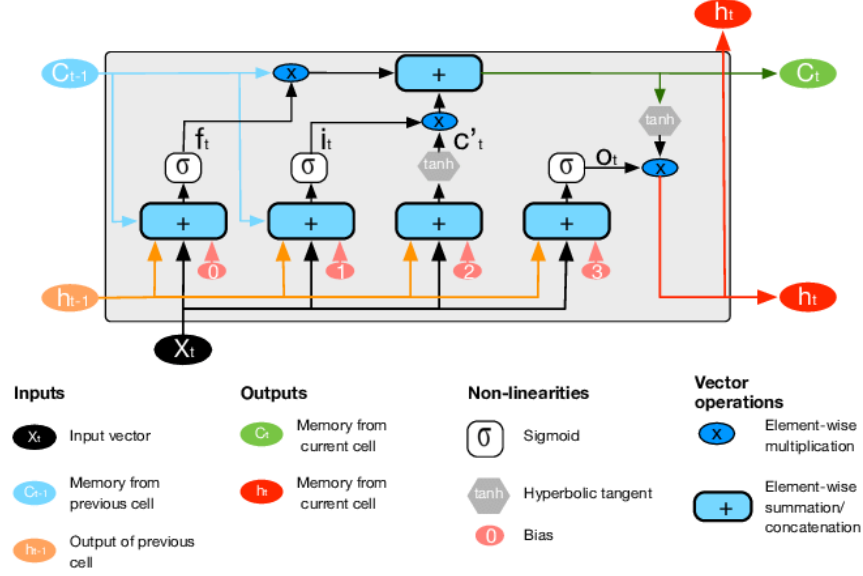 hₜ
Cₜ₋₁
x
+
Cₜ
tanh
fₜ
iₜ
x
c'ₜ
σ
σ
tanh
σ
oₜ
x
+
+
+
+
0
1
2
3
hₜ₋₁
hₜ
Xₜ
Inputs
Outputs
Non-linearities
Vector
operations
Xₜ
Input vector
Cₜ
Memory from
current cell
σ
Sigmoid
x
Element-wise
multiplication
Cₜ₋₁
Memory from
previous cell
hₜ
Memory from
current cell
tanh
Hyperbolic tangent
+
Element-wise
summation/
concatenation
0
Bias
hₜ₋₁
Output of previous
cell